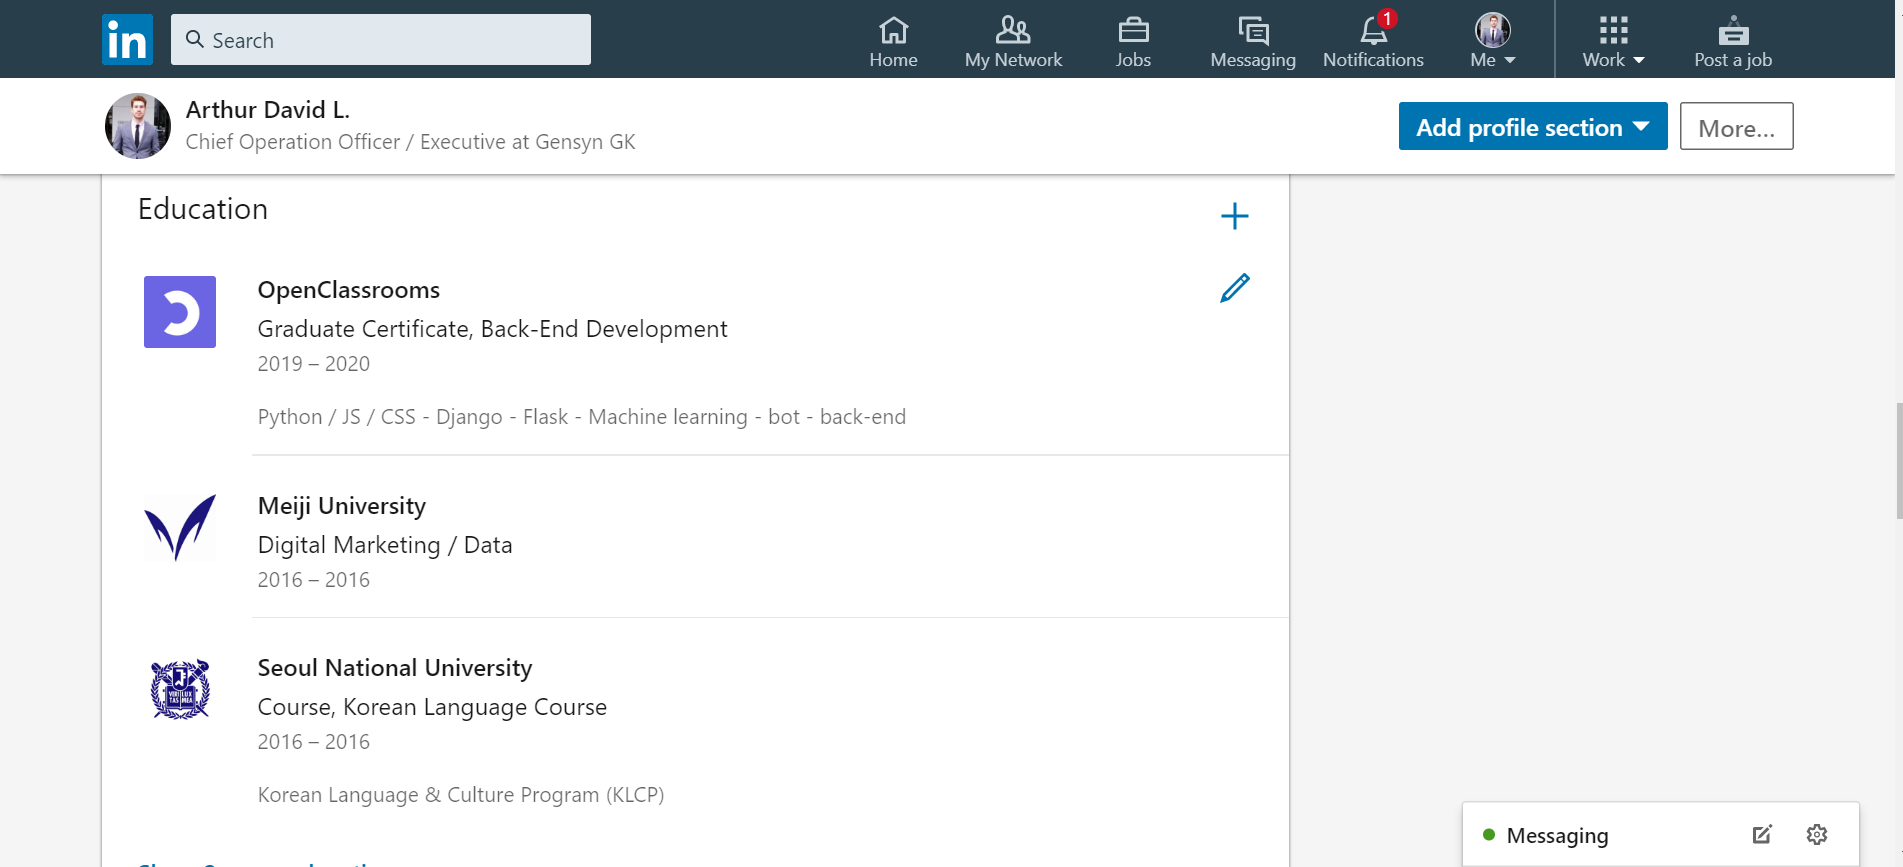 in
Search
Home
My Network
Jobs
Messaging
1
Notifications
Me
Work
Post a job
Arthur David L.
Chief Operation Officer / Executive at Gensyn GK
Add profile section
More...
Education
OpenClassrooms
Graduate Certificate, Back-End Development
2019 – 2020
Python / JS / CSS - Django - Flask - Machine learning - bot - back-end
Meiji University
Digital Marketing / Data
2016 – 2016
Seoul National University
Course, Korean Language Course
2016 – 2016
Korean Language & Culture Program (KLCP)
Messaging